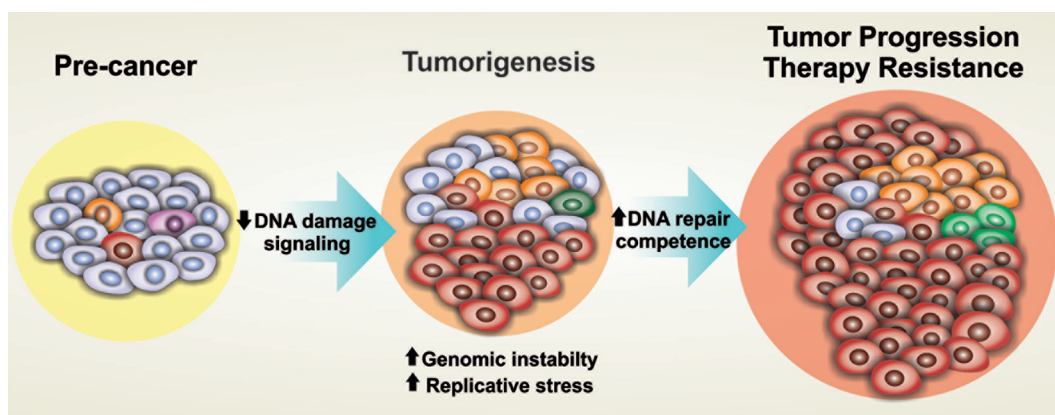 Pre-cancer
Tumorigenesis
Tumor Progression
Therapy Resistance
⬇DNA damage
signaling
⬆DNA repair
competence
⬆Genomic instabilty
⬆Replicative stress